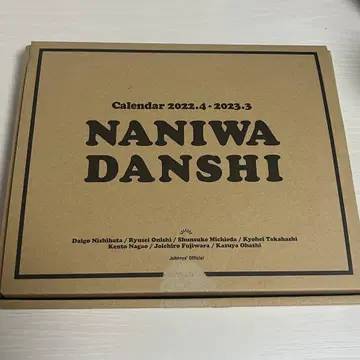 Calendar 2022.4-2023.3
NANIWA
DANSHI
Daigo Nishihata / Ryusei Onishi / Shunsuke Michieda / Kyohei Takahashi
Kento Nagao / Joichiro Fujiwara / Kazuya Ohashi
Johnnys' Official